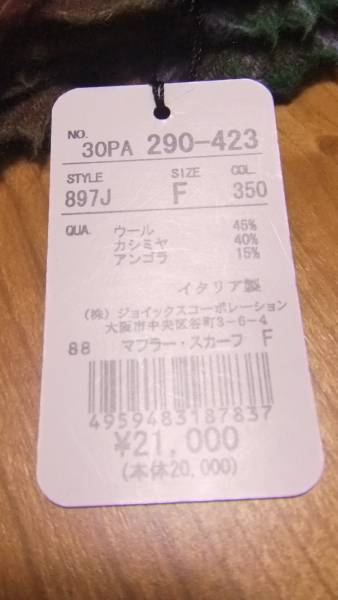 NO. 30PA 290-423
STYLE SIZE COL.
897J F 350
QUA. ウール 45%
カシミヤ 40%
アンゴラ 15%
イタリア製
(株)ジョイックスコーポレーション
大阪市中央区谷町3-6-4
88 マフラー・スカーフ F
4959483187837
¥21,000
(本体20,000)